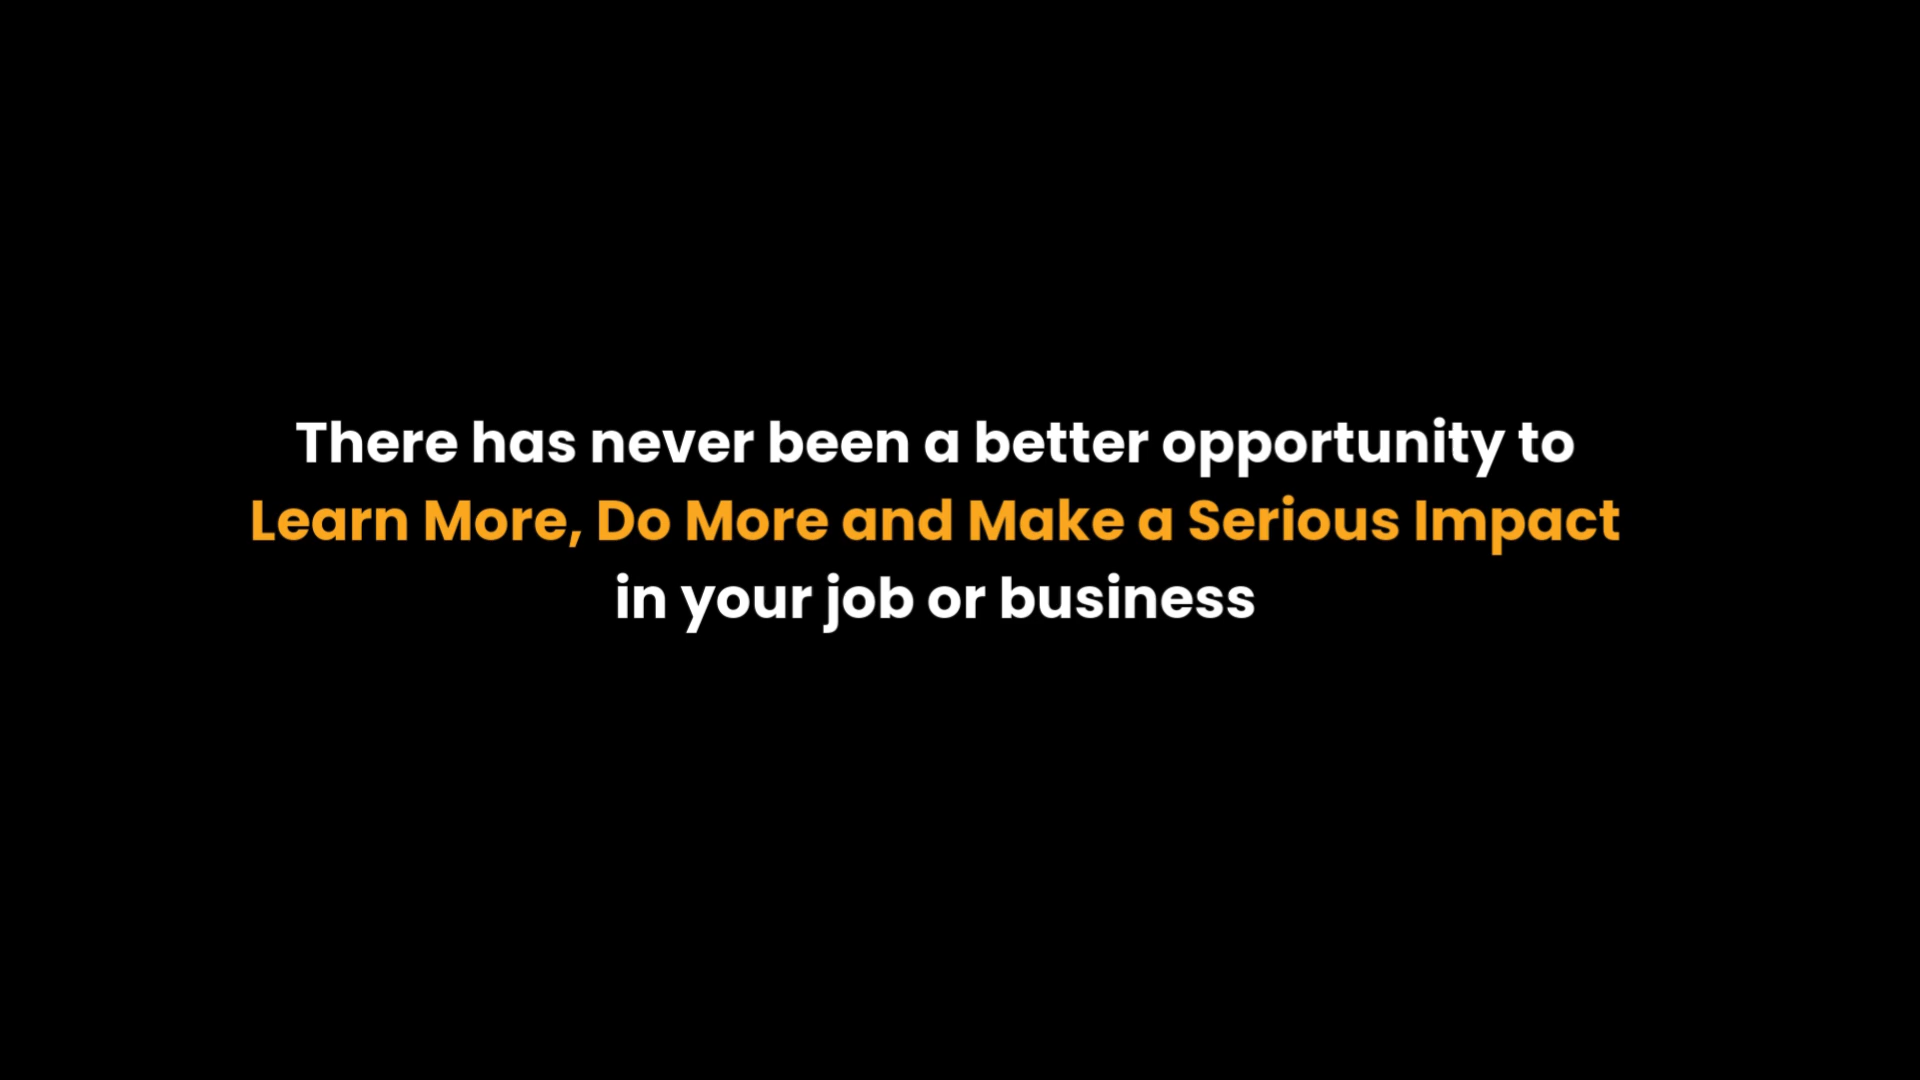 There has never been a better opportunity to
Learn More, Do More and Make a Serious Impact
in your job or business